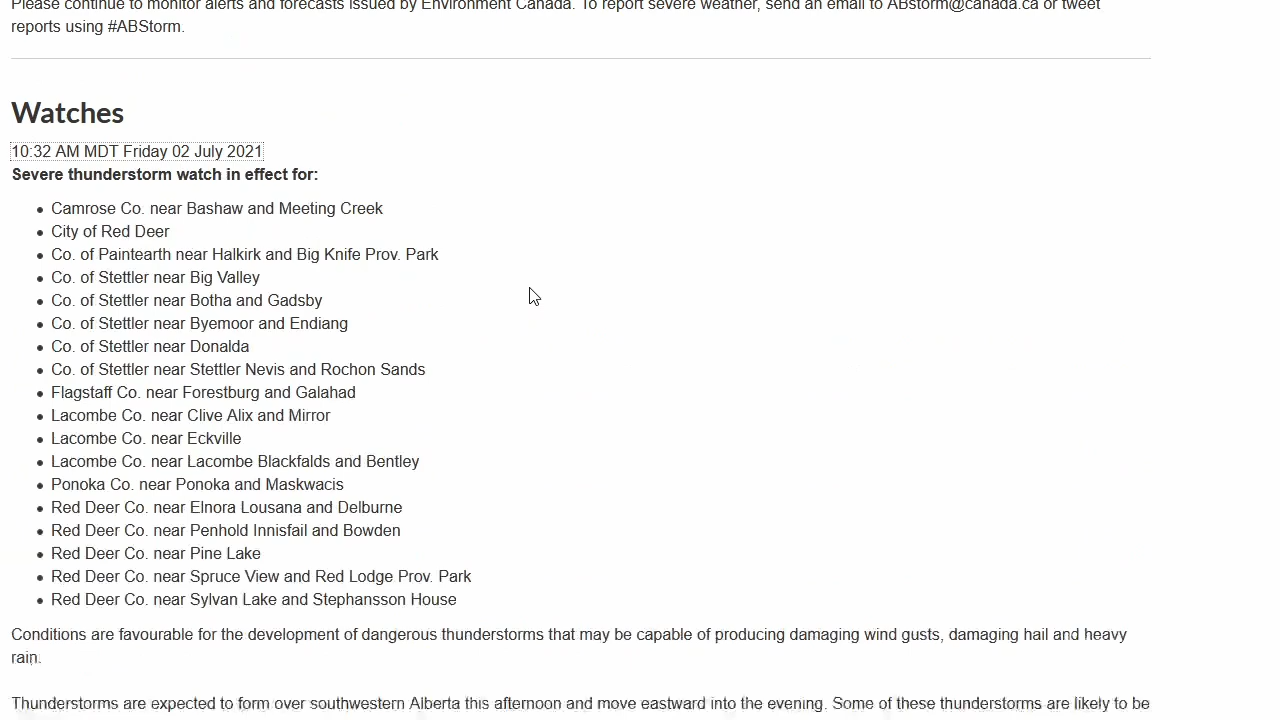 Please continue to monitor alerts and forecasts issued by Environment Canada. To report severe weather, send an email to ABstorm@canada.ca or tweet
reports using #ABStorm.
Watches
10:32 AM MDT Friday 02 July 2021
Severe thunderstorm watch in effect for:
Camrose Co. near Bashaw and Meeting Creek
City of Red Deer
Co. of Paintearth near Halkirk and Big Knife Prov. Park
Co. of Stettler near Big Valley
Co. of Stettler near Botha and Gadsby
Co. of Stettler near Byemoor and Endiang
Co. of Stettler near Donalda
Co. of Stettler near Stettler Nevis and Rochon Sands
Flagstaff Co. near Forestburg and Galahad
Lacombe Co. near Clive Alix and Mirror
Lacombe Co. near Eckville
Lacombe Co. near Lacombe Blackfalds and Bentley
Ponoka Co. near Ponoka and Maskwacis
Red Deer Co. near Elnora Lousana and Delburne
Red Deer Co. near Penhold Innisfail and Bowden
Red Deer Co. near Pine Lake
Red Deer Co. near Spruce View and Red Lodge Prov. Park
Red Deer Co. near Sylvan Lake and Stephansson House
Conditions are favourable for the development of dangerous thunderstorms that may be capable of producing damaging wind gusts, damaging hail and heavy
rain.
Thunderstorms are expected to form over southwestern Alberta this afternoon and move eastward into the evening. Some of these thunderstorms are likely to be